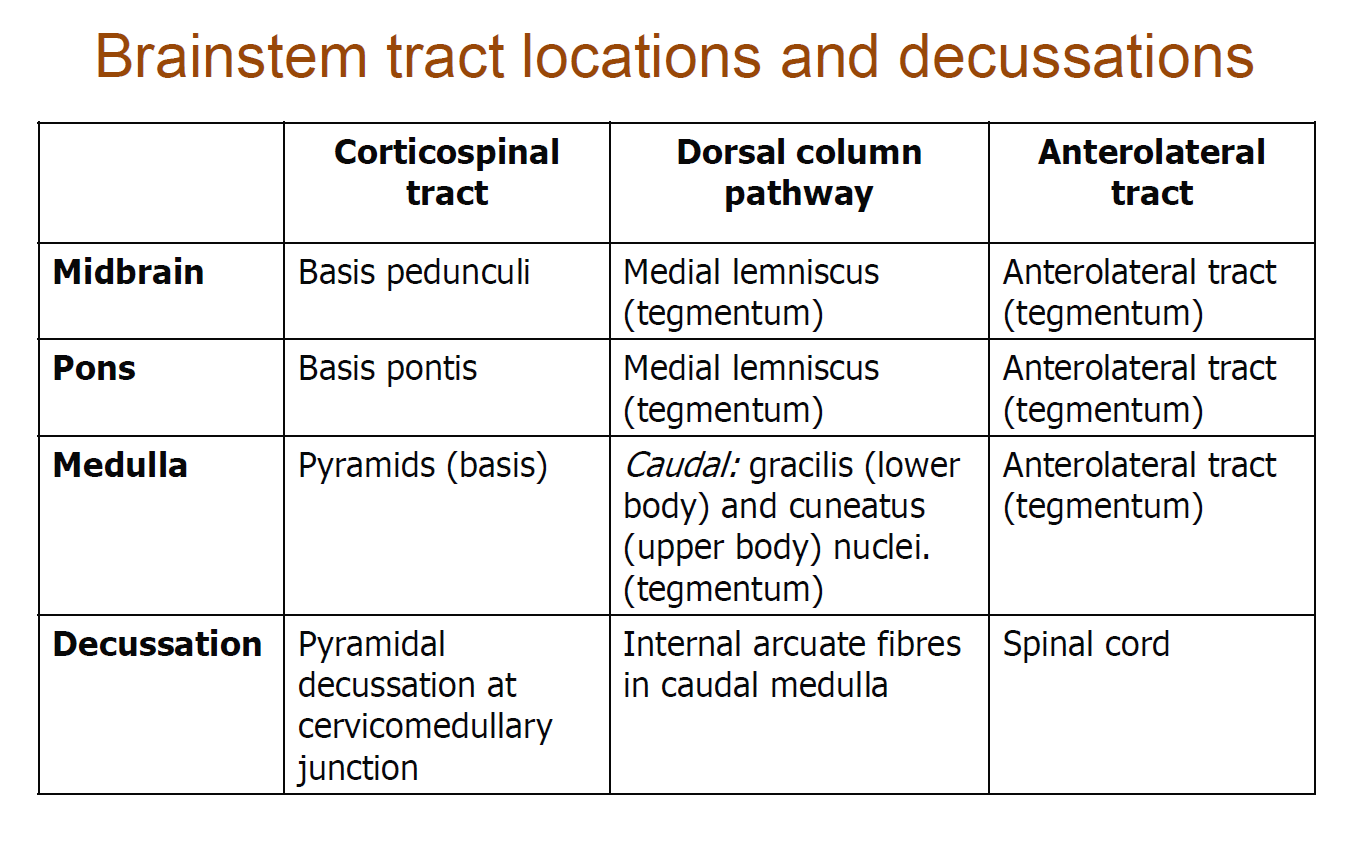 Brainstem tract locations and decussations
Corticospinal
tract
Dorsal column
pathway
Anterolateral
tract
Midbrain
Basis pedunculi
Medial lemniscus
(tegmentum)
Anterolateral tract
(tegmentum)
Pons
Basis pontis
Medial lemniscus
(tegmentum)
Anterolateral tract
(tegmentum)
Medulla
Pyramids (basis)
Caudal: gracilis (lower
body) and cuneatus
(upper body) nuclei.
(tegmentum)
Anterolateral tract
(tegmentum)
Decussation
Pyramidal
decussation at
cervicomedullary
junction
Internal arcuate fibres
in caudal medulla
Spinal cord